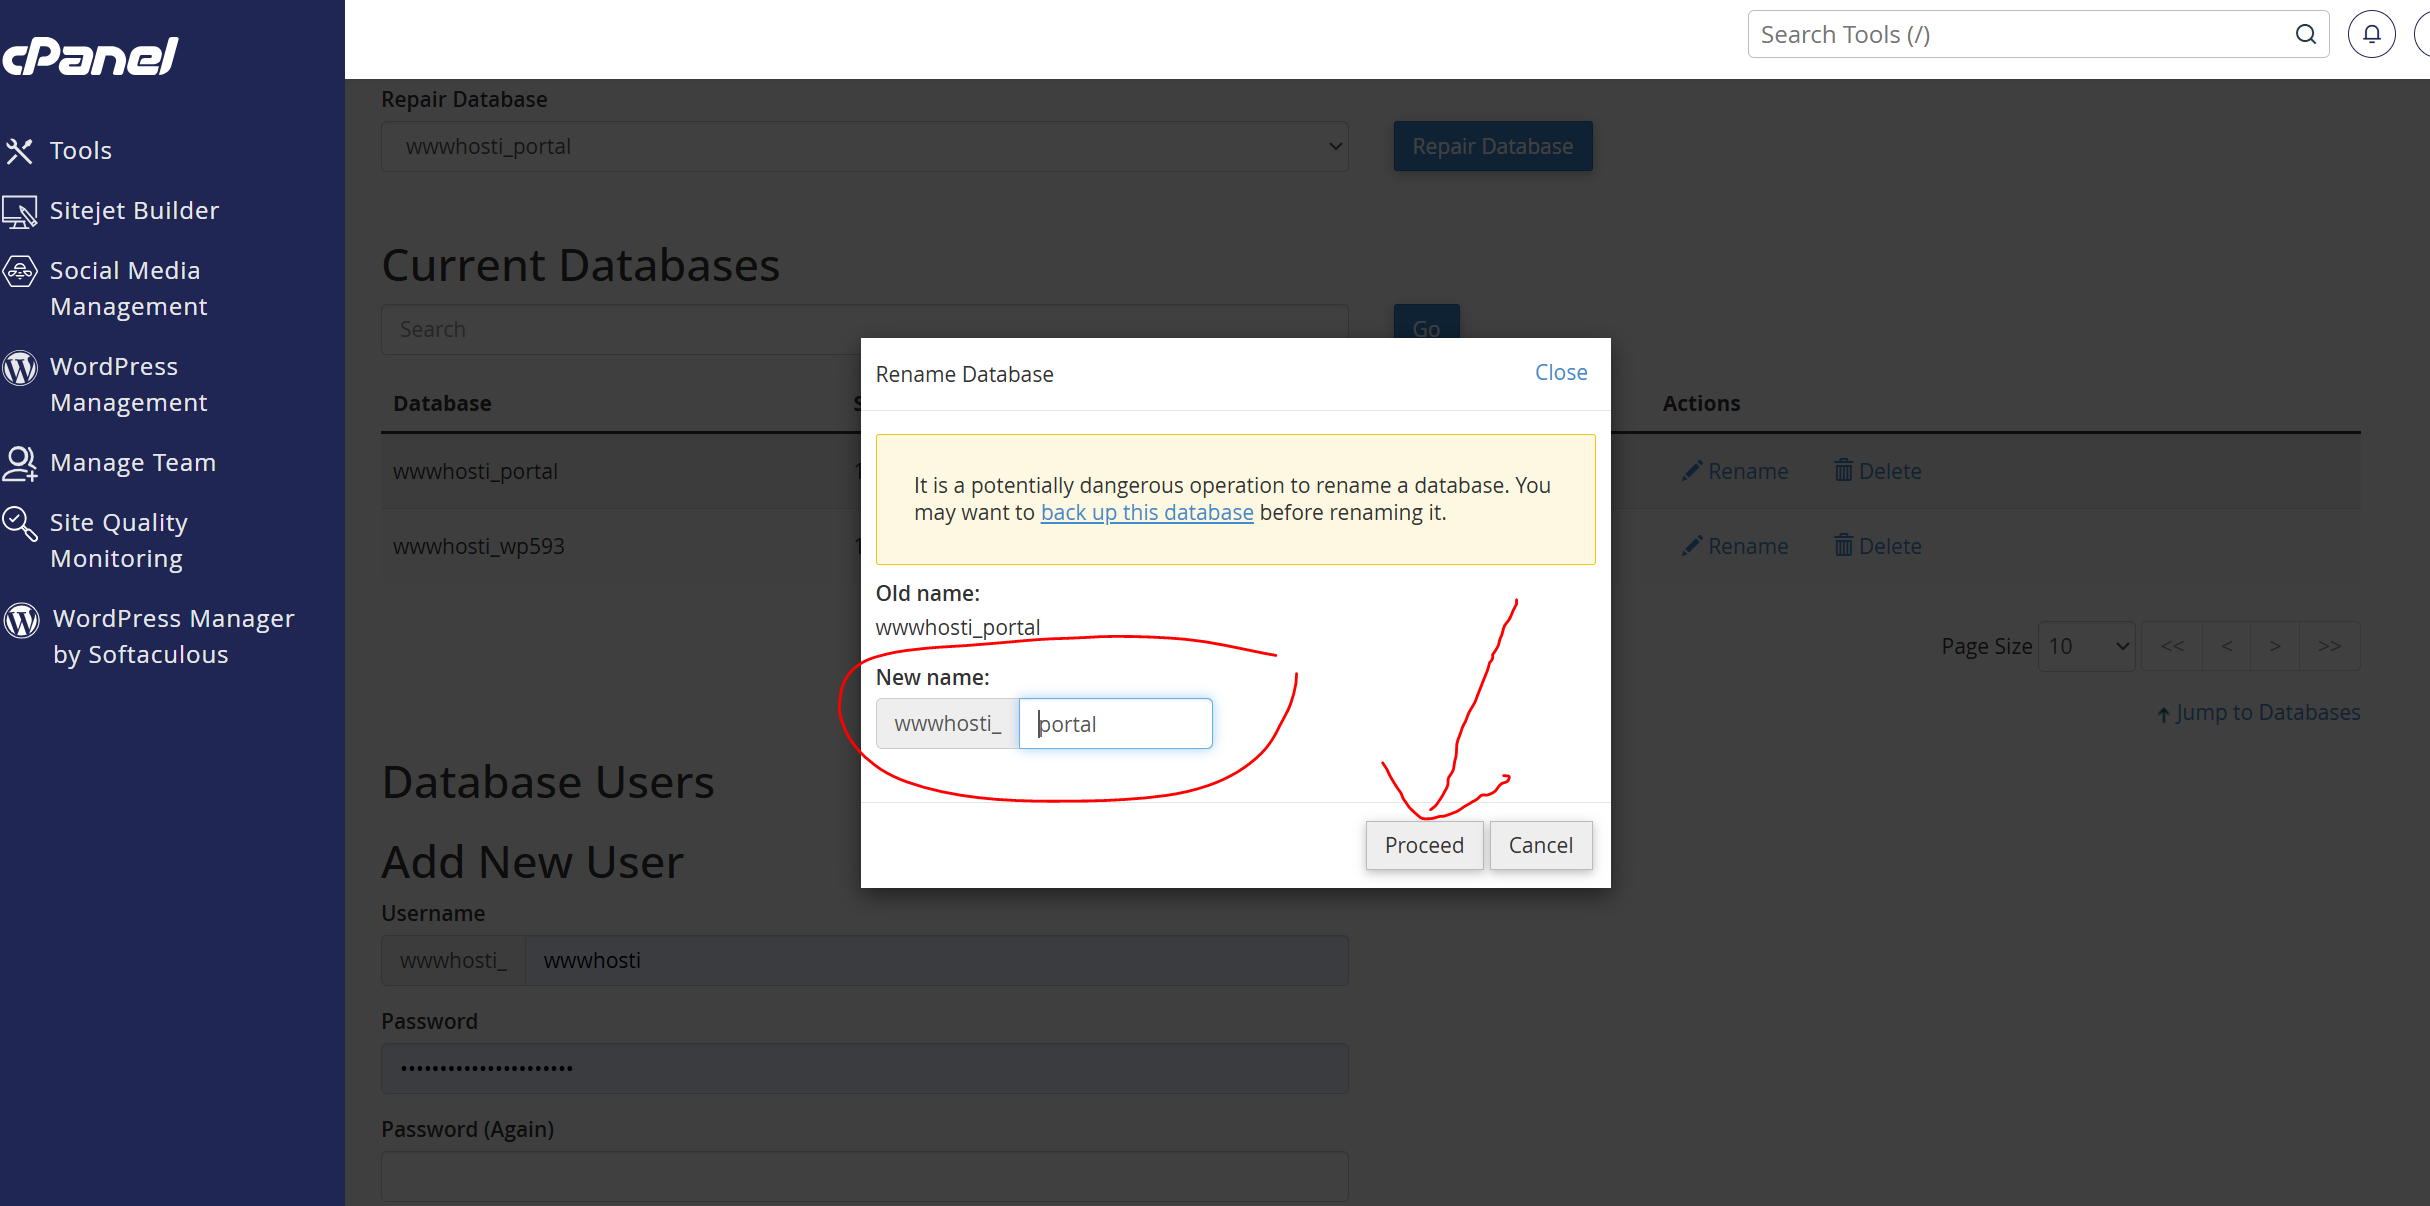 cPanel
Search Tools (/)
Tools
Sitejet Builder
Social Media
Management
WordPress
Management
Manage Team
Site Quality
Monitoring
WordPress Manager
by Softaculous
Repair Database
wwwhosti_portal
Repair Database
Current Databases
Search
Go
Database
Actions
wwwhosti_portal
Rename
Delete
wwwhosti_wp593
Rename
Delete
Page Size 10 << < > >>
Jump to Databases
Rename Database
Close
It is a potentially dangerous operation to rename a database. You
may want to back up this database before renaming it.
Old name:
wwwhosti_portal
New name:
wwwhosti_ portal
Proceed
Cancel
Database Users
Add New User
Username
wwwhosti_ wwwhosti
Password
Password (Again)